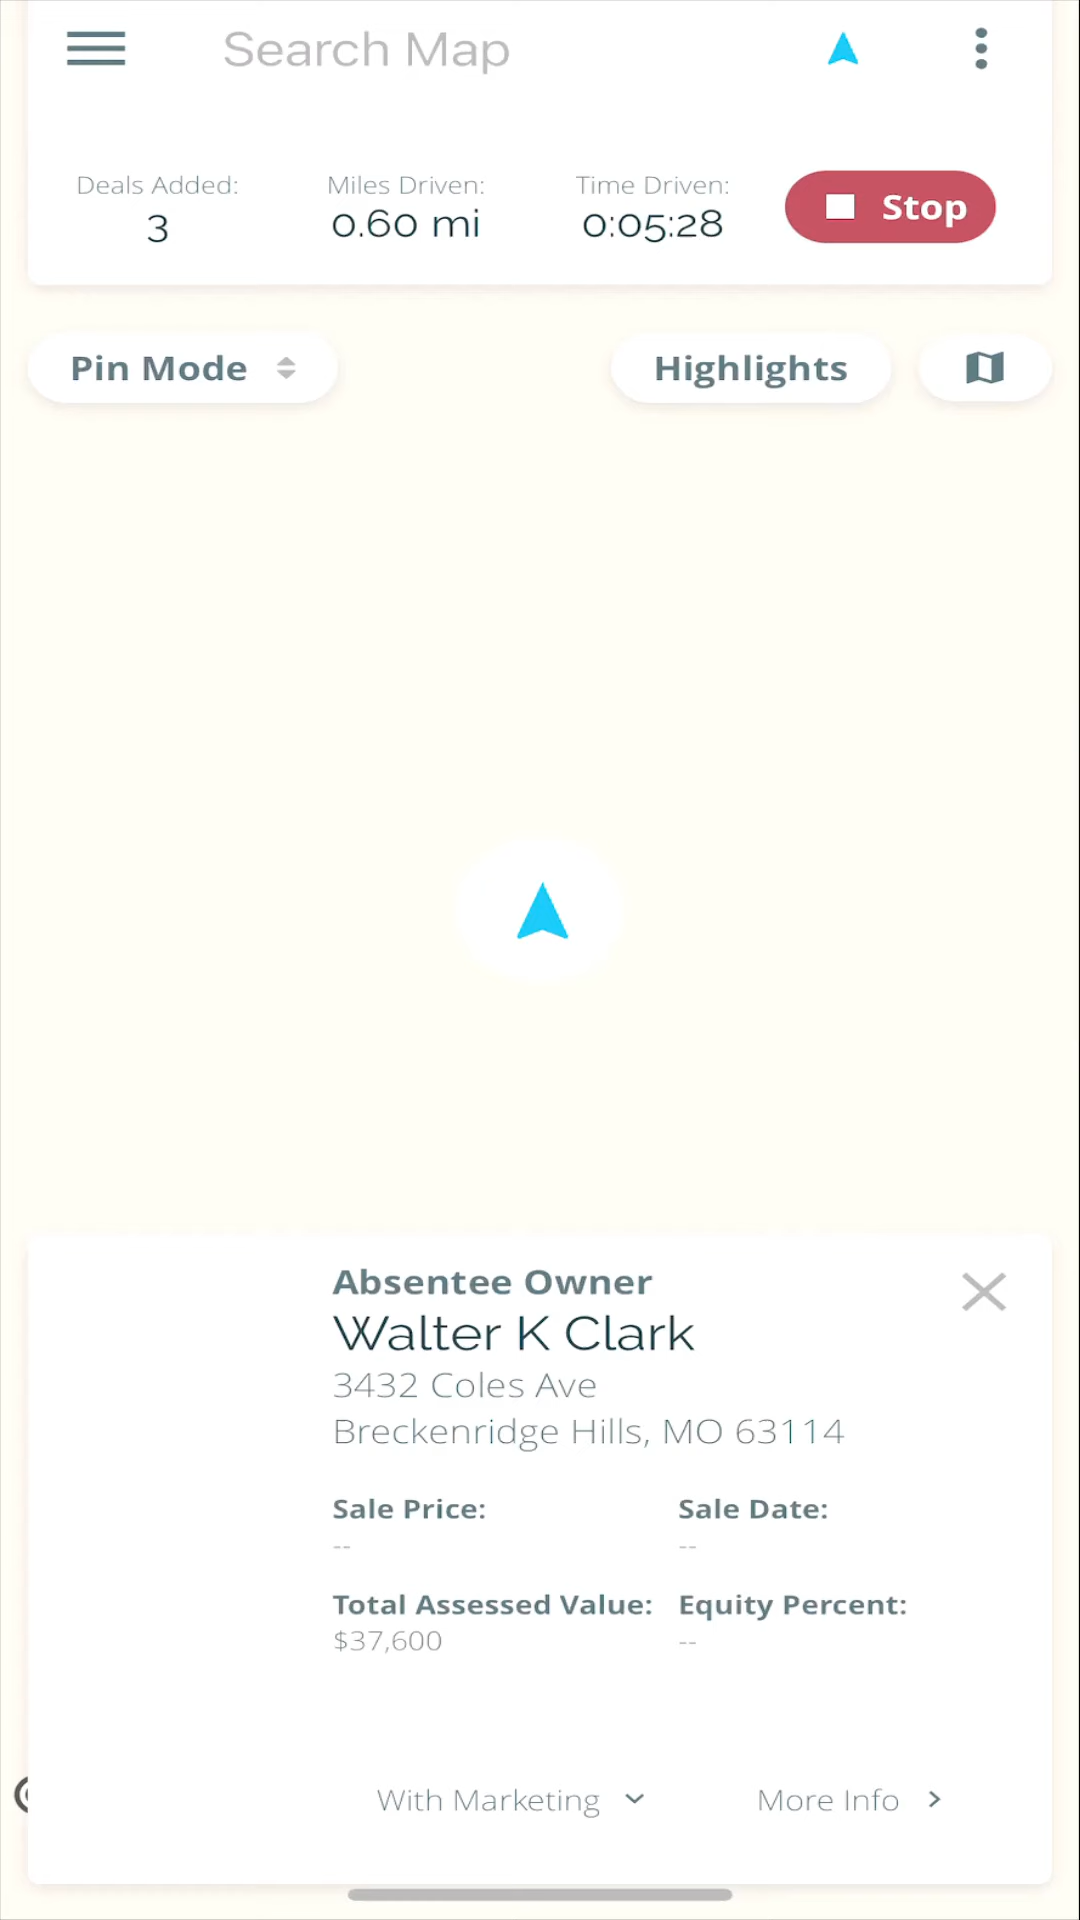 Search Map
Deals Added:
3
Miles Driven:
0.60 mi
Time Driven:
0:05:28
Stop
Pin Mode
Highlights
Absentee Owner
Walter K Clark
3432 Coles Ave
Breckenridge Hills, MO 63114
Sale Price:
--
Sale Date:
--
Total Assessed Value:
$37,600
Equity Percent:
--
With Marketing
More Info